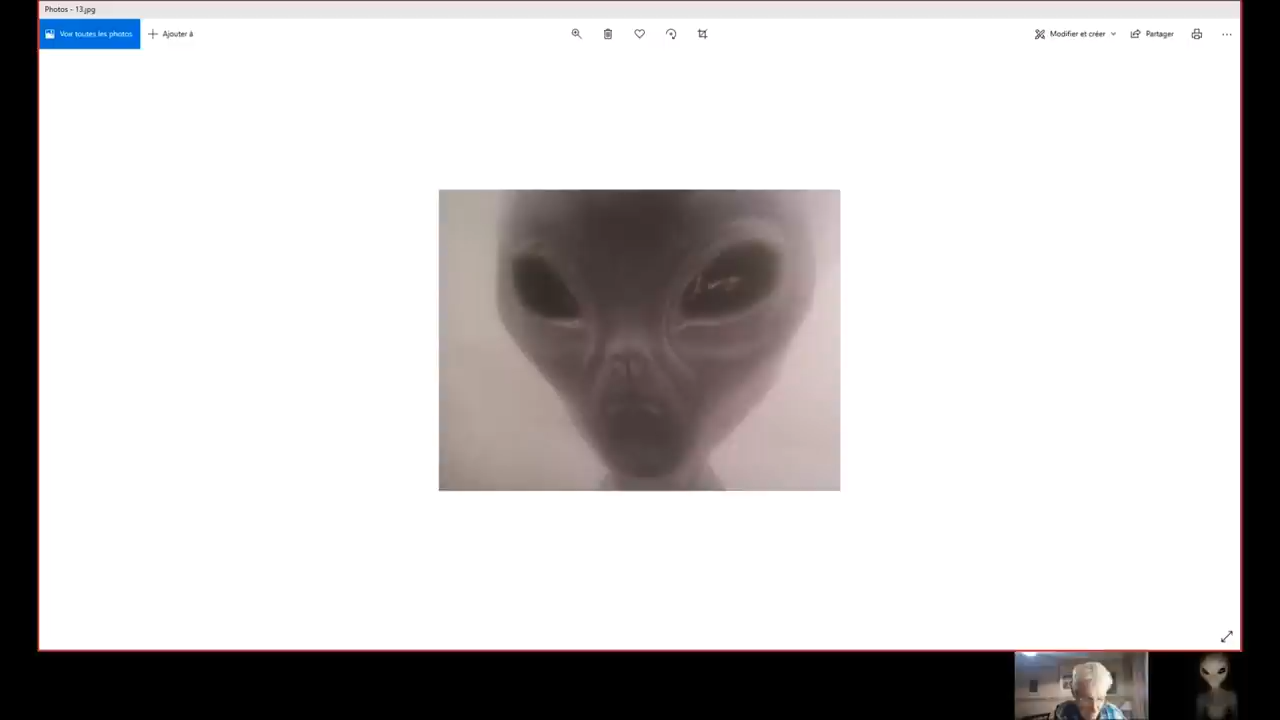 Photos - 13.jpg
Voir toutes les photos
Ajouter à
Modifier et créer
Partager